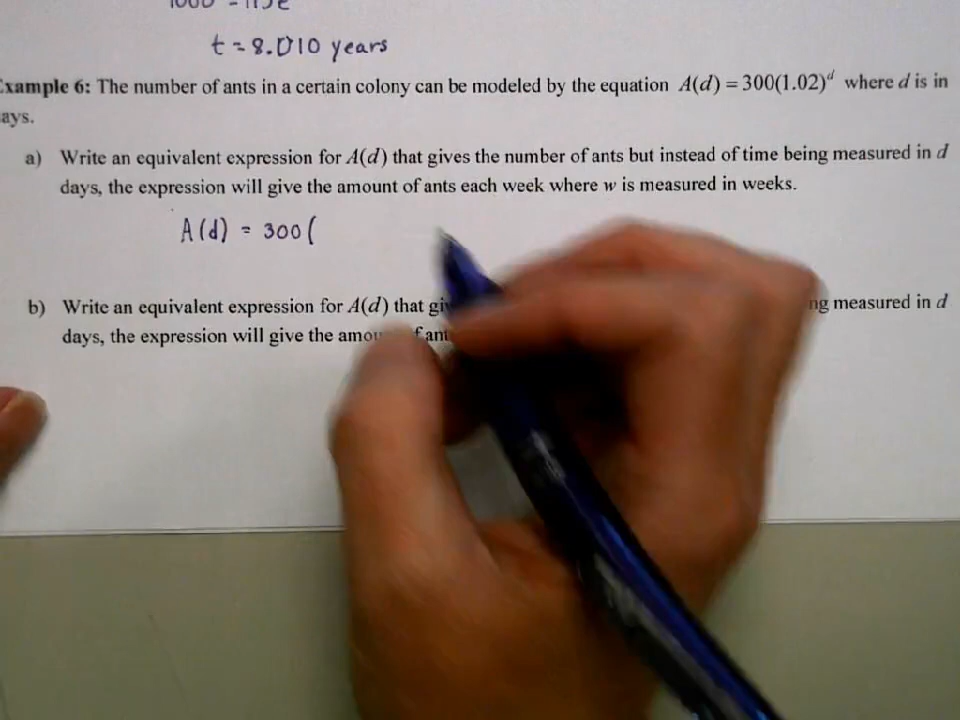 t = 8.010 years
Example 6: The number of ants in a certain colony can be modeled by the equation A(d) = 300(1.02)^d where d is in
ays.
a) Write an equivalent expression for A(d) that gives the number of ants but instead of time being measured in d
days, the expression will give the amount of ants each week where w is measured in weeks.
A(d) = 300(
b) Write an equivalent expression for A(d) that giv ng measured in d
days, the expression will give the amou f ant